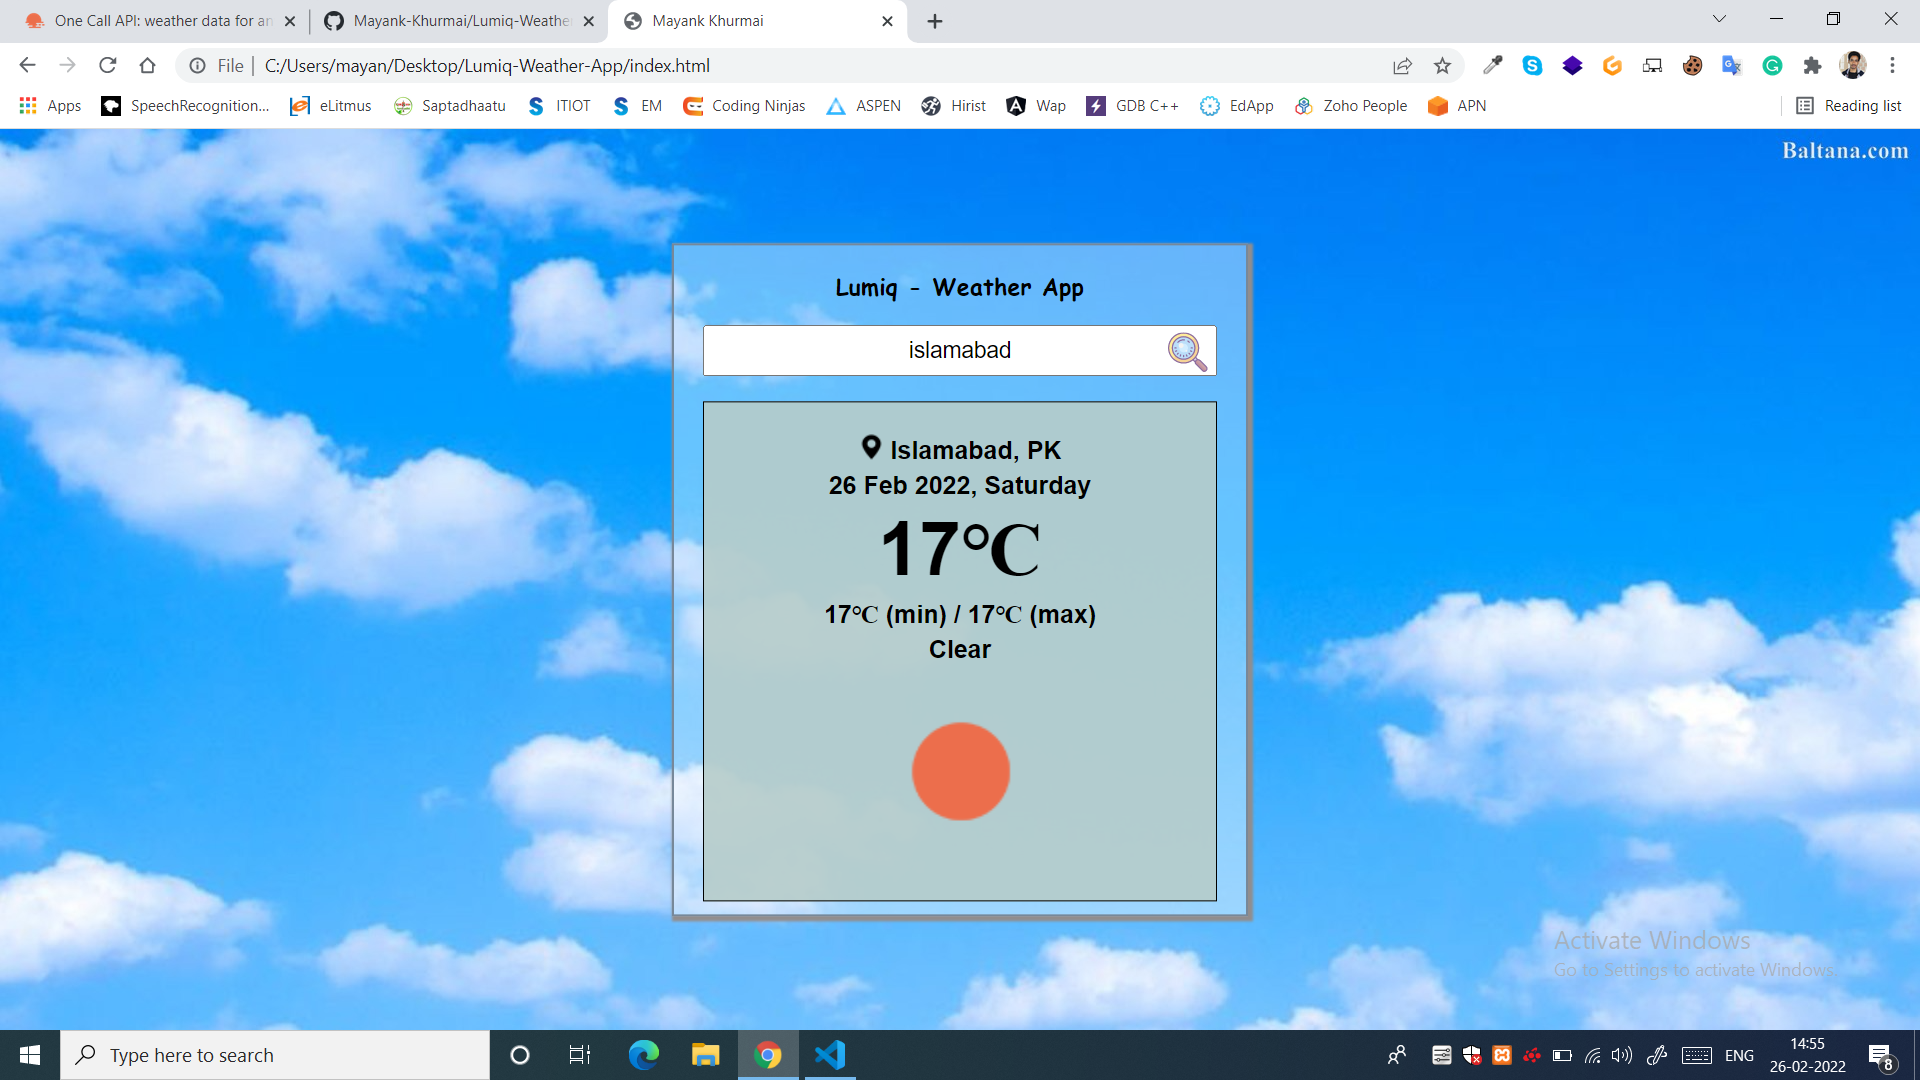 One Call API: weather data for an
Mayank-Khurmai/Lumiq-Weathe
Mayank Khurmai
File
C:/Users/mayan/Desktop/Lumiq-Weather-App/index.html
Apps
SpeechRecognition...
eLitmus
Saptadhaatu
ITIOT
EM
Coding Ninjas
ASPEN
Hirist
Wap
GDB C++
EdApp
Zoho People
APN
Reading list
Baltana.com
Lumiq - Weather App
islamabad
Islamabad, PK
26 Feb 2022, Saturday
17°C
17°C (min) / 17°C (max)
Clear
Activate Windows
Go to Settings to activate Windows.
Type here to search
ENG
14:55
26-02-2022
8